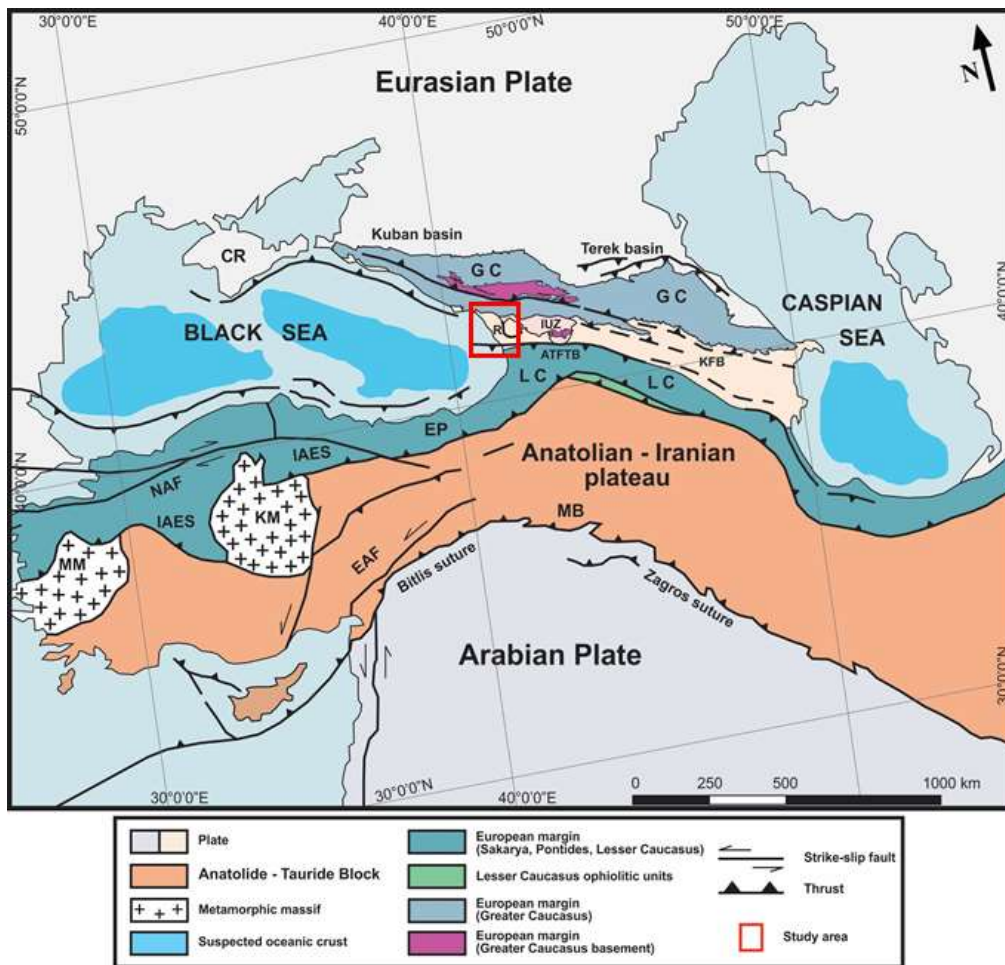 30°0'0"E
40°0'0"E
50°0'0"N
50°0'0"E
N
Eurasian Plate
50°0'0"N
Kuban basin
Terek basin
CR
G C
G C
CASPIAN
SEA
40°0'0"N
BLACK SEA
IUZ
ATFTB
KFB
L C
L C
EP
IAES
Anatolian - Iranian
plateau
40°0'0"N
NAF
IAES
KM
MB
EAF
MM
Bitlis suture
Zagros suture
Arabian Plate
30°0'0"N
0 250 500 1000 km
30°0'0"E
30°0'0"N
40°0'0"E
Plate
Anatolide - Tauride Block
Metamorphic massif
Suspected oceanic crust
European margin
(Sakarya, Pontides, Lesser Caucasus)
Lesser Caucasus ophiolitic units
European margin
(Greater Caucasus)
European margin
(Greater Caucasus basement)
Strike-slip fault
Thrust
Study area